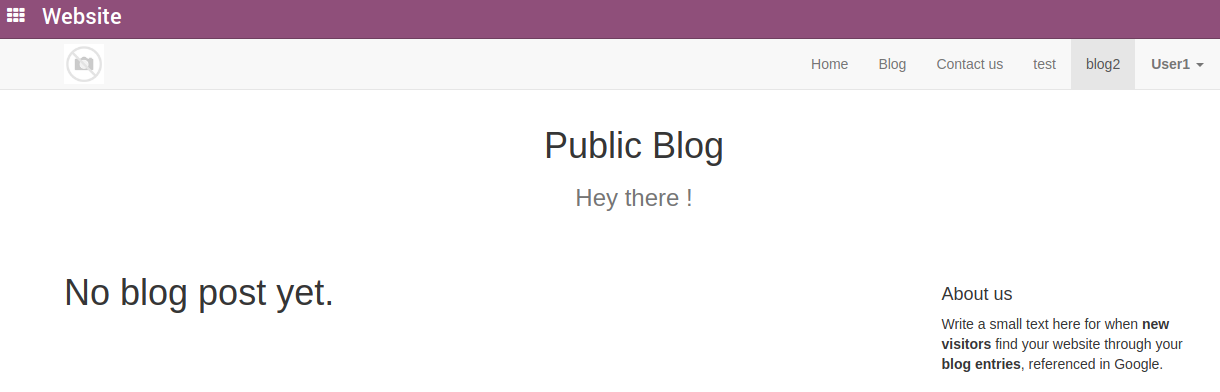 Website
Home Blog Contact us test blog2 User1
Public Blog
Hey there !
No blog post yet.
About us
Write a small text here for when new
visitors find your website through your
blog entries, referenced in Google.